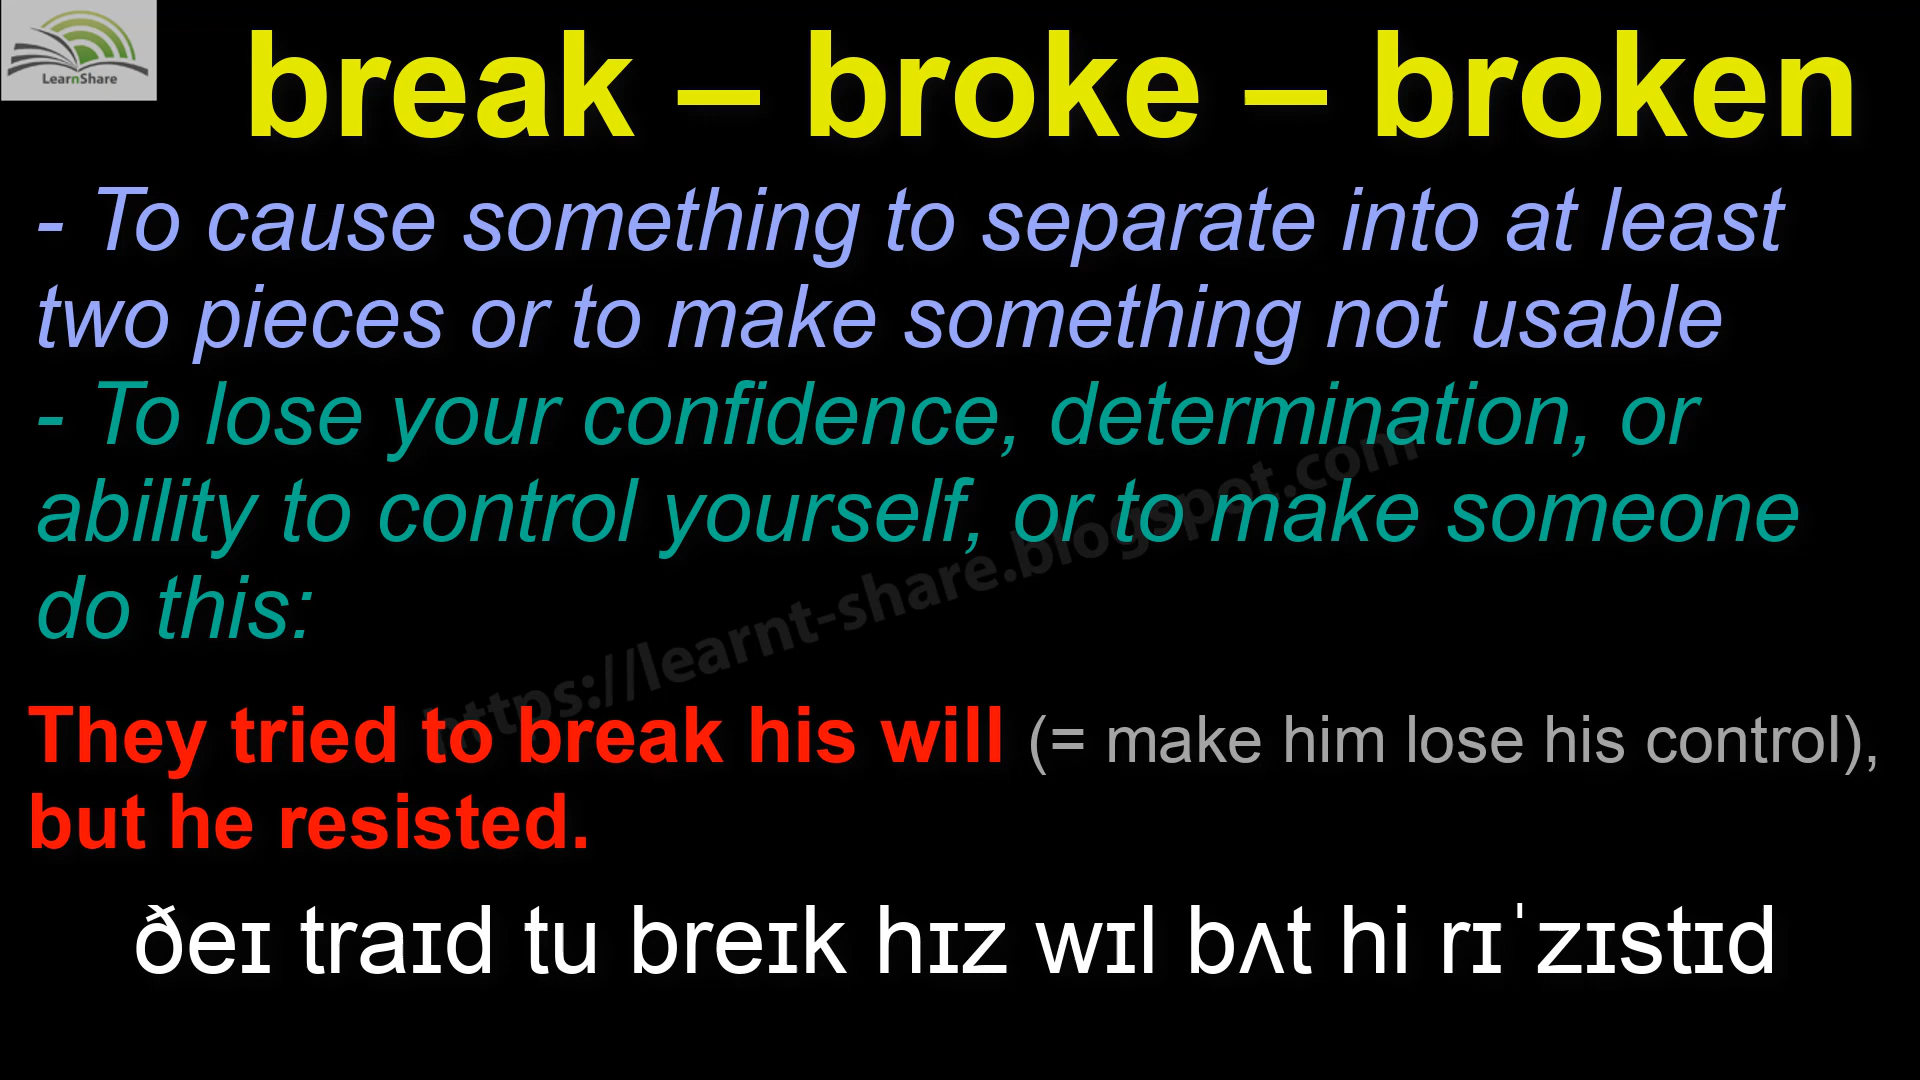 LearnShare
break – broke – broken
- To cause something to separate into at least
two pieces or to make something not usable
- To lose your confidence, determination, or
ability to control yourself, or to make someone
do this:
https://learnt-share.blogspot.com
They tried to break his will (= make him lose his control),
but he resisted.
ðeɪ traɪd tu breɪk hɪz wɪl bʌt hi rɪˈzɪstɪd